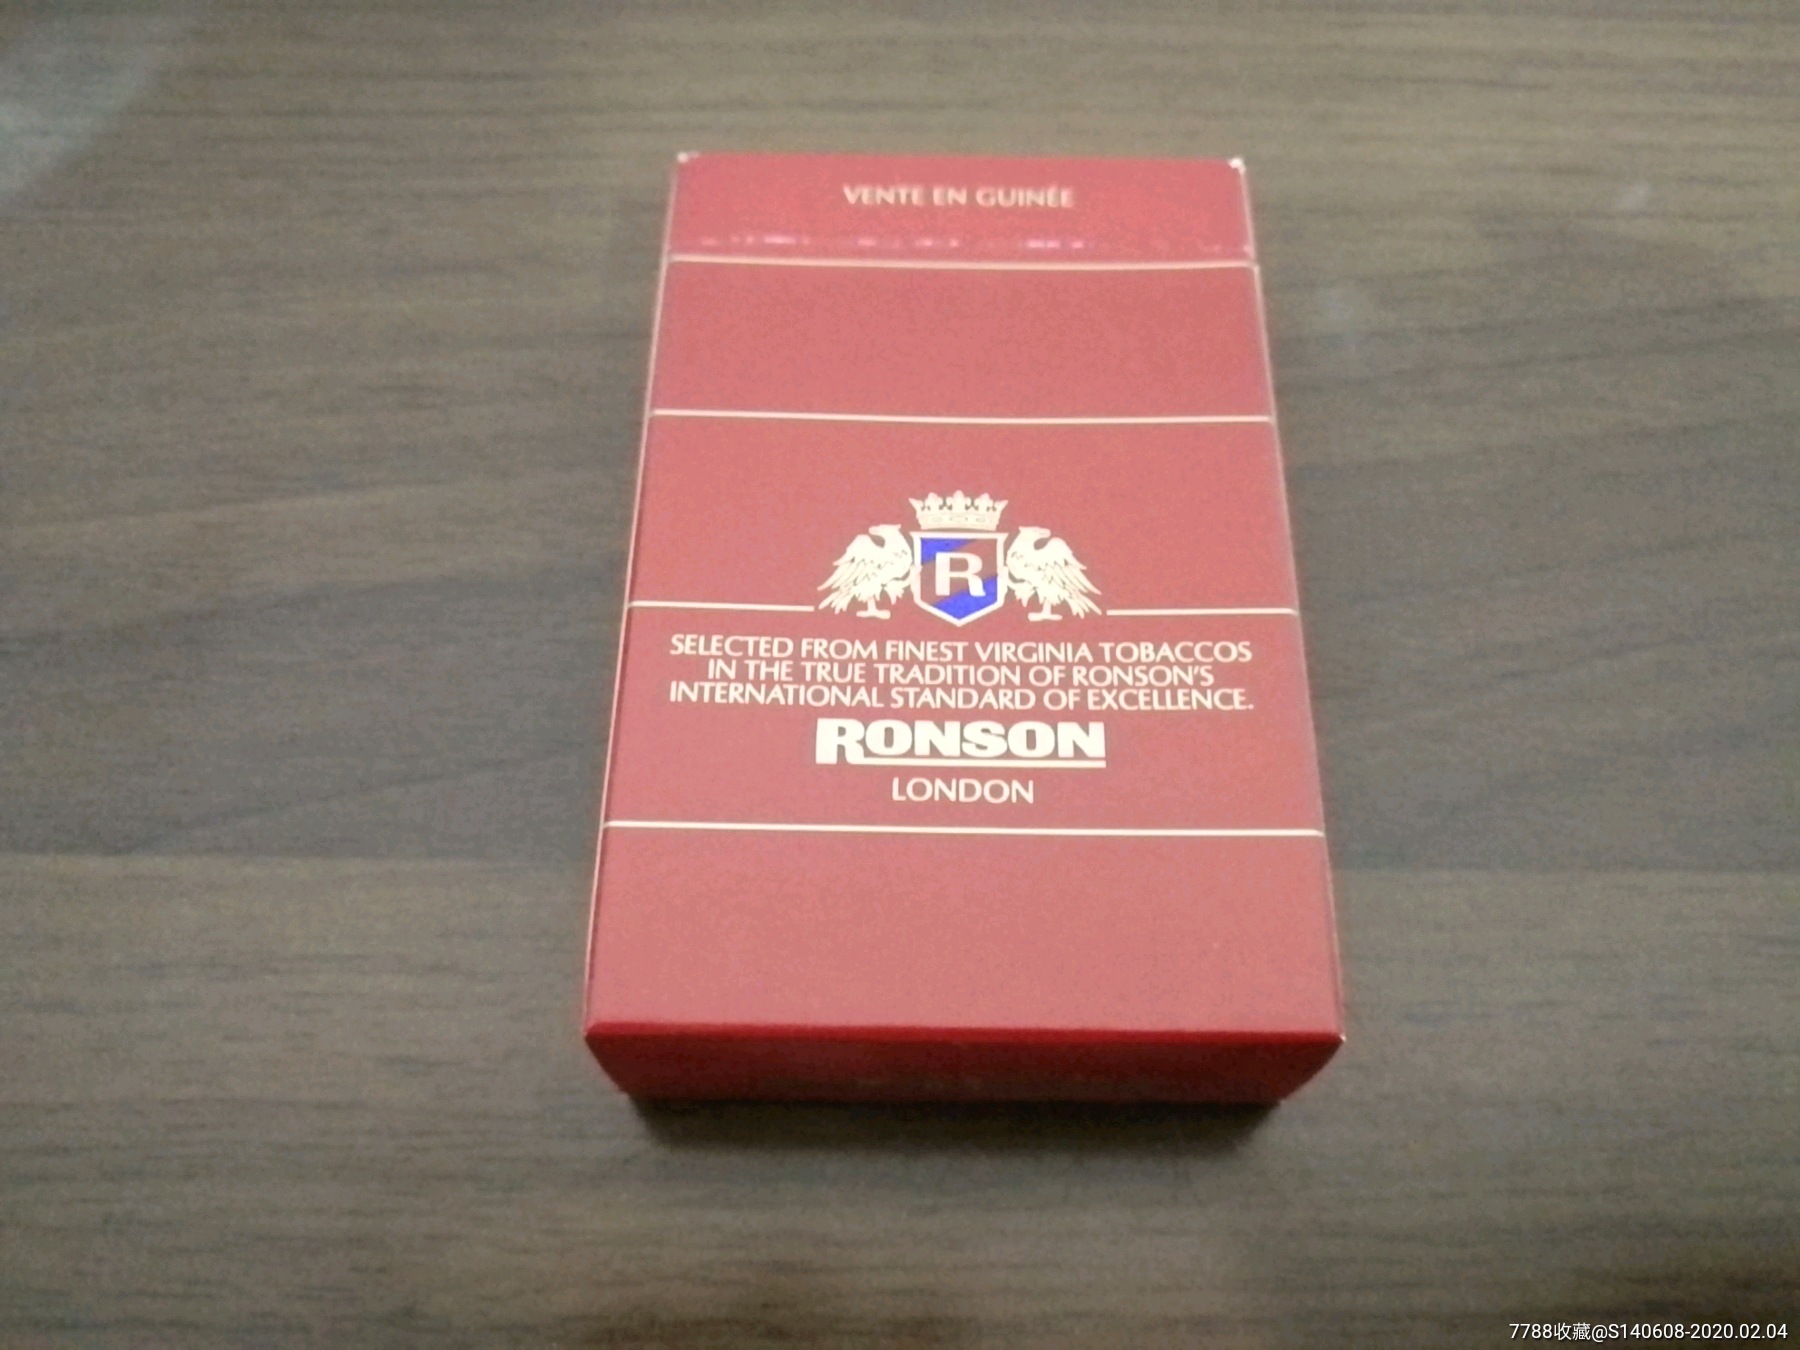 VENTE EN GUINÉE
R
SELECTED FROM FINEST VIRGINIA TOBACCOS
IN THE TRUE TRADITION OF RONSON'S
INTERNATIONAL STANDARD OF EXCELLENCE.
RONSON
LONDON
7788收藏@S140608-2020.02.04